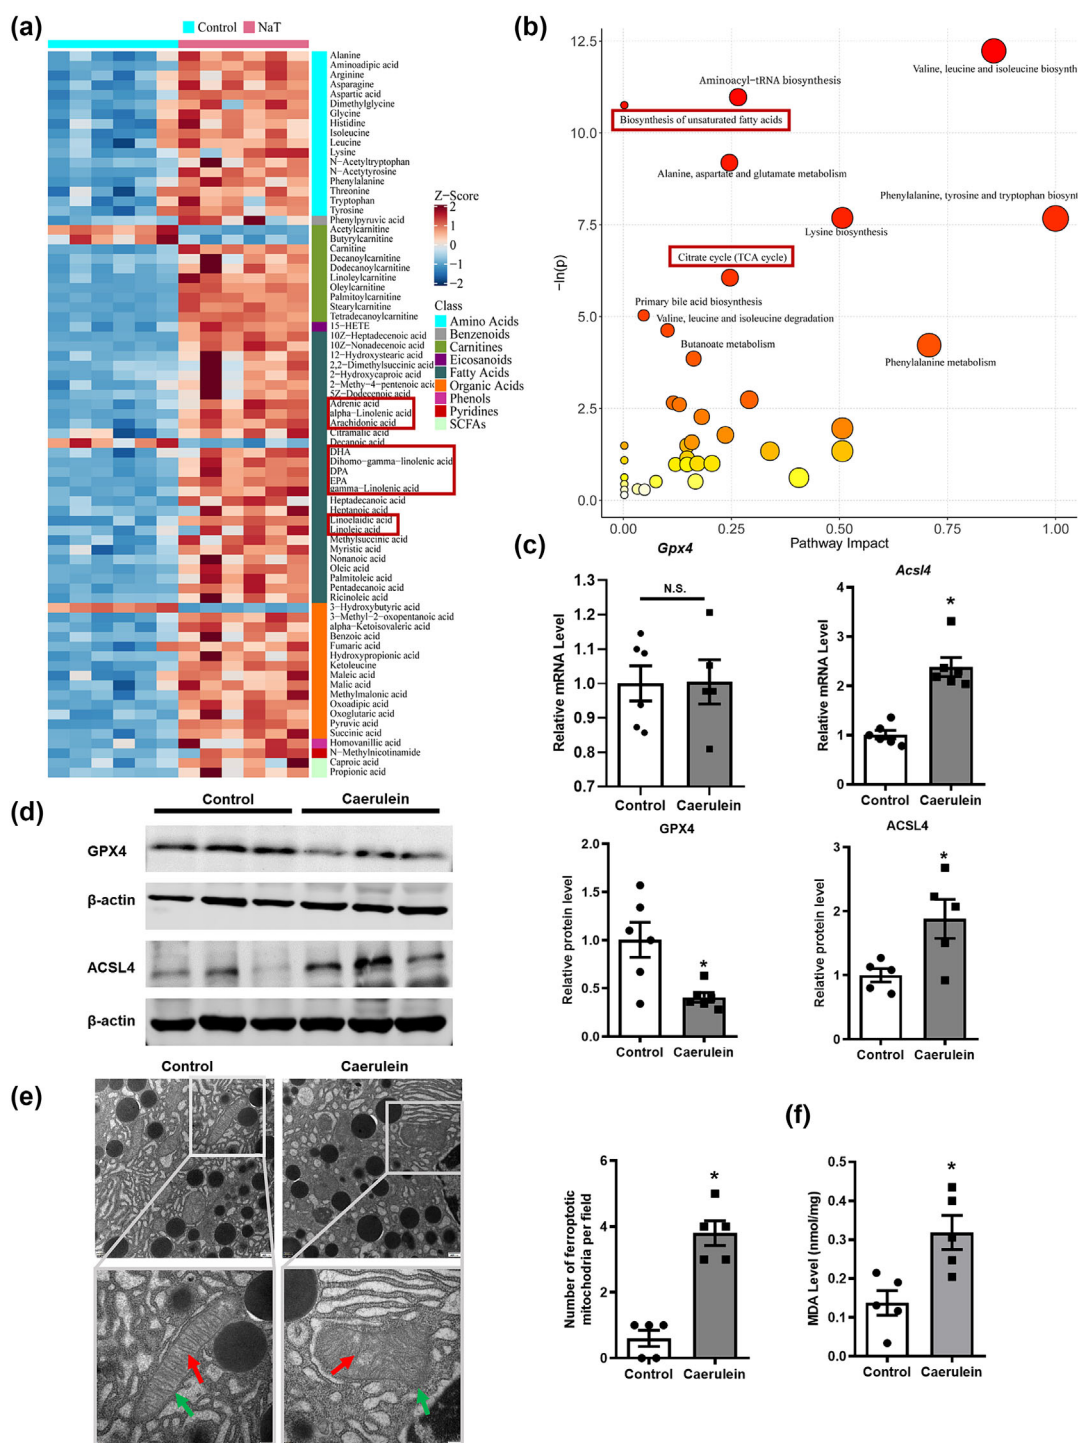 (a)
Control NaT
Alanine
Aminoadipic acid
Arginine
Asparagine
Aspartic acid
Dimethylglycine
Glycine
Histidine
Isoleucine
Leucine
Lysine
N-Acetyltryptophan
N-Acetytyrosine
Phenylalanine
Threonine
Tryptophan
Tyrosine
Phenylpyruvic acid
Acetylcarnitine
Butyrylcarnitine
Carnitine
Decanoylcarnitine
Dodecanoylcarnitine
Linoleylcarnitine
Oleylcarnitine
Palmitoylcarnitine
Stearylcarnitine
Tetradecanoylcarnitine
15-HETE
10Z-Heptadecenoic acid
10Z-Nonadecenoic acid
12-Hydroxystearic acid
2,2-Dimethylsuccinic acid
2-Hydroxycaproic acid
2-Methy-4-pentenoic acid
5Z-Dodecenoic acid
Adrenic acid
alpha-Linolenic acid
Arachidonic acid
Citramalic acid
Decanoic acid
DHA
Dihomo-gamma-linolenic acid
DPA
EPA
gamma-Linolenic acid
Heptadecanoic acid
Heptanoic acid
Linoelaidic acid
Linoleic acid
Methylsuccinic acid
Myristic acid
Nonanoic acid
Oleic acid
Palmitoleic acid
Pentadecanoic acid
Ricinoleic acid
3-Hydroxybutyric acid
3-Methyl-2-oxopentanoic acid
alpha-Ketoisovaleric acid
Benzoic acid
Fumaric acid
Hydroxypropionic acid
Ketoleucine
Maleic acid
Malic acid
Methylmalonic acid
Oxoadipic acid
Oxoglutaric acid
Pyruvic acid
Succinic acid
Homovanillic acid
N-Methylnicotinamide
Caproic acid
Propionic acid
Z-Score
2
1
0
−1
−2
Class
Amino Acids
Benzenoids
Carnitines
Eicosanoids
Fatty Acids
Organic Acids
Phenols
Pyridines
SCFAs
(b)
−ln(p)
12.5
10.0
7.5
5.0
2.5
0.0
Valine, leucine and isoleucine biosynth
Aminoacyl-tRNA biosynthesis
Biosynthesis of unsaturated fatty acids
Alanine, aspartate and glutamate metabolism
Phenylalanine, tyrosine and tryptophan biosynt
Lysine biosynthesis
Citrate cycle (TCA cycle)
Primary bile acid biosynthesis
Valine, leucine and isoleucine degradation
Butanoate metabolism
Phenylalanine metabolism
0.00 0.25 0.50 0.75 1.00
Pathway Impact
(c)
Gpx4
Relative mRNA Level
1.3
1.2
1.1
1.0
0.9
0.8
0.7
N.S.
Control Caerulein
Acsl4
Relative mRNA Level
4
3
2
1
0
*
Control Caerulein
(d)
Control Caerulein
GPX4
β-actin
ACSL4
β-actin
GPX4
Relative protein level
2.0
1.5
1.0
0.5
0.0
*
Control Caerulein
ACSL4
Relative protein level
3
2
1
0
*
Control Caerulein
(e)
Control Caerulein
Number of ferroptotic
mitochodria per field
6
4
2
0
*
Control Caerulein
(f)
MDA Level (nmol/mg)
0.5
0.4
0.3
0.2
0.1
0.0
*
Control Caerulein